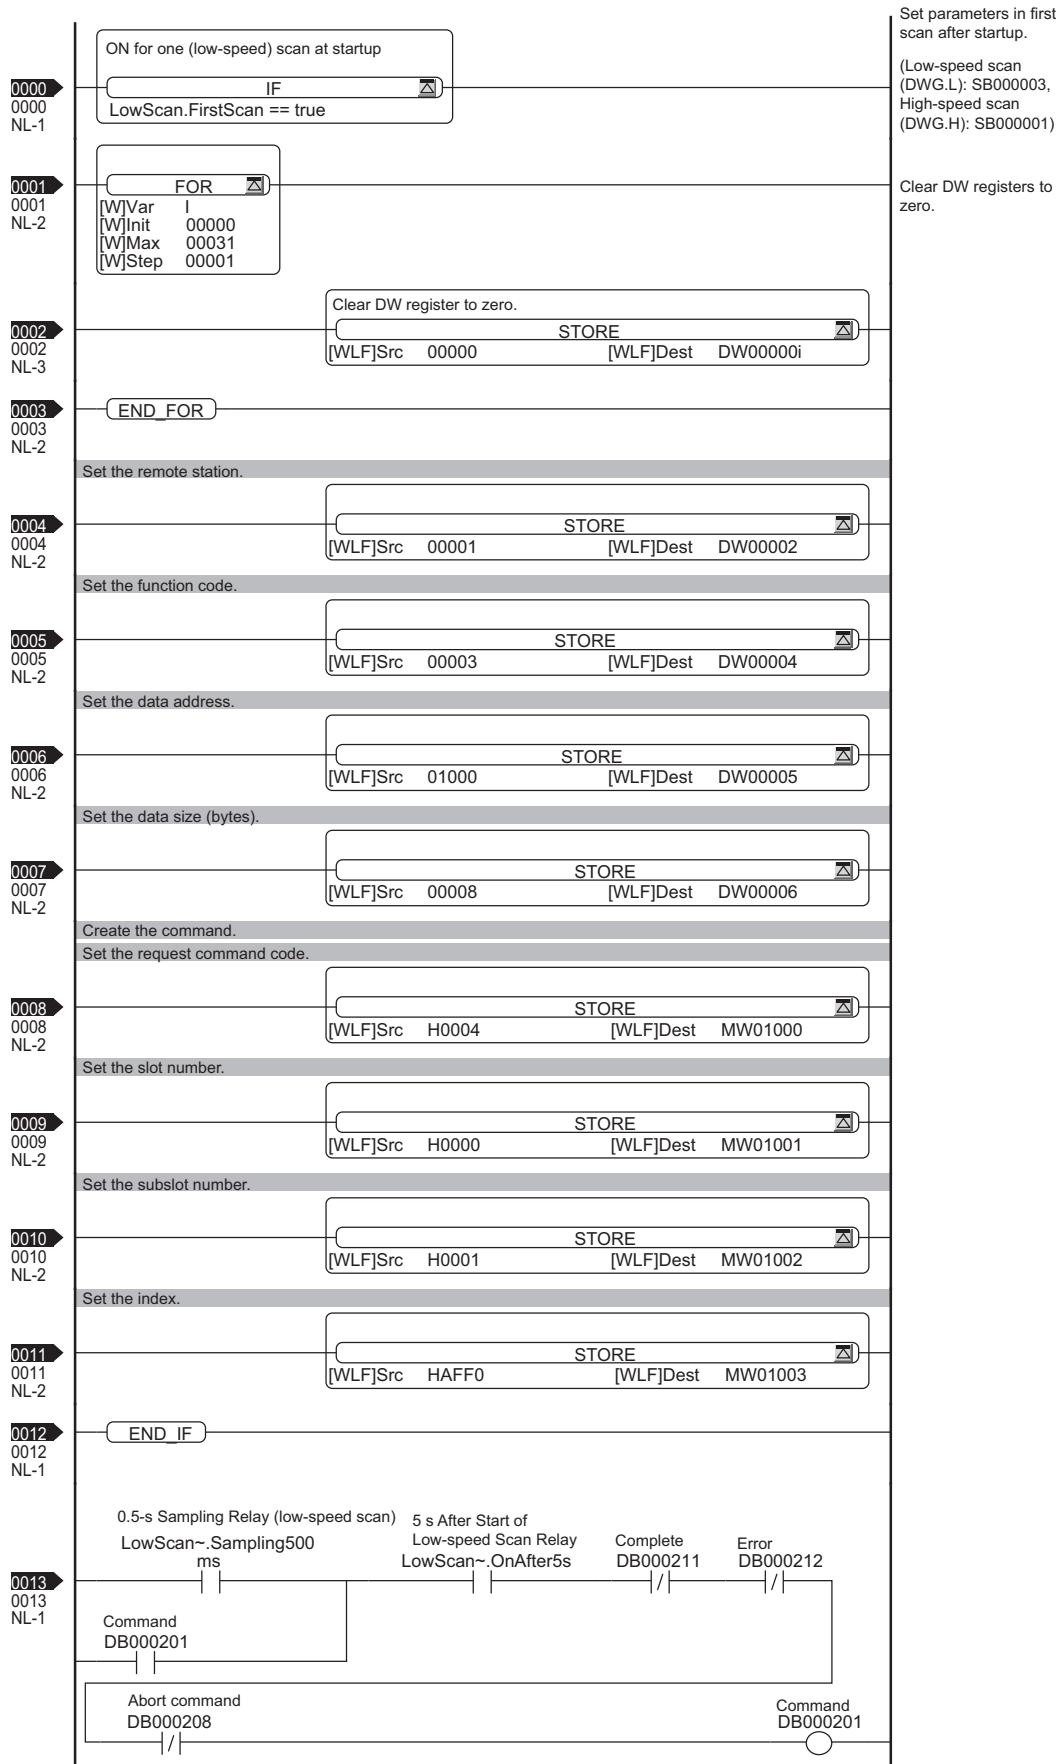 Set parameters in first
scan after startup.
(Low-speed scan
(DWG.L): SB000003,
High-speed scan
(DWG.H): SB000001)
ON for one (low-speed) scan at startup
0000
0000
NL-1
IF
LowScan.FirstScan == true
0001
0001
NL-2
FOR
[W]Var I
[W]Init 00000
[W]Max 00031
[W]Step 00001
Clear DW registers to
zero.
Clear DW register to zero.
0002
0002
NL-3
STORE
[WLF]Src 00000 [WLF]Dest DW00000i
0003
0003
NL-2
END_FOR
Set the remote station.
0004
0004
NL-2
STORE
[WLF]Src 00001 [WLF]Dest DW00002
Set the function code.
0005
0005
NL-2
STORE
[WLF]Src 00003 [WLF]Dest DW00004
Set the data address.
0006
0006
NL-2
STORE
[WLF]Src 01000 [WLF]Dest DW00005
Set the data size (bytes).
0007
0007
NL-2
STORE
[WLF]Src 00008 [WLF]Dest DW00006
Create the command.
Set the request command code.
0008
0008
NL-2
STORE
[WLF]Src H0004 [WLF]Dest MW01000
Set the slot number.
0009
0009
NL-2
STORE
[WLF]Src H0000 [WLF]Dest MW01001
Set the subslot number.
0010
0010
NL-2
STORE
[WLF]Src H0001 [WLF]Dest MW01002
Set the index.
0011
0011
NL-2
STORE
[WLF]Src HAFF0 [WLF]Dest MW01003
0012
0012
NL-1
END_IF
0.5-s Sampling Relay (low-speed scan)
LowScan~.Sampling500
ms
5 s After Start of
Low-speed Scan Relay
LowScan~.OnAfter5s
Complete
DB000211
Error
DB000212
0013
0013
NL-1
Command
DB000201
Abort command
DB000208
Command
DB000201